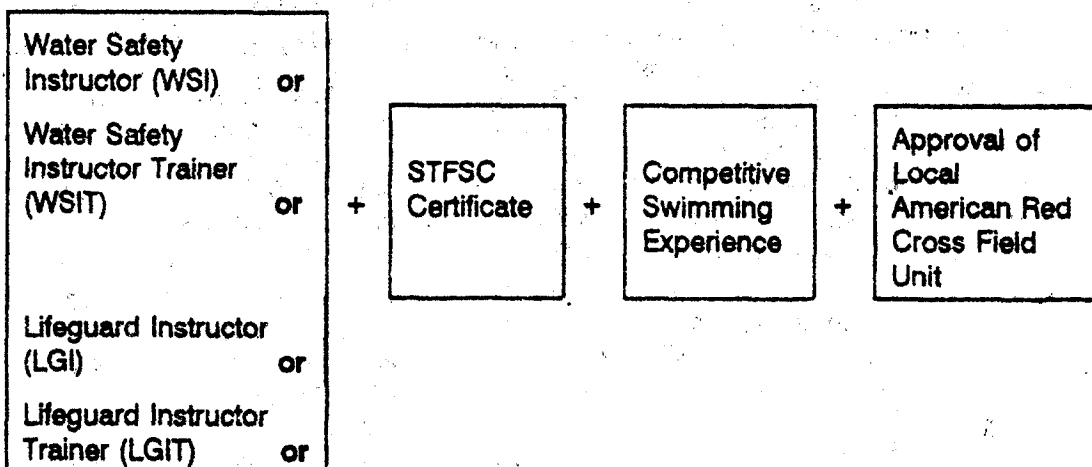 Water Safety
Instructor (WSI) or
Water Safety
Instructor Trainer
(WSIT) or
Lifeguard Instructor
(LGI) or
Lifeguard Instructor
Trainer (LGIT) or
+
STFSC
Certificate
+
Competitive
Swimming
Experience
+
Approval of
Local
American Red
Cross Field
Unit